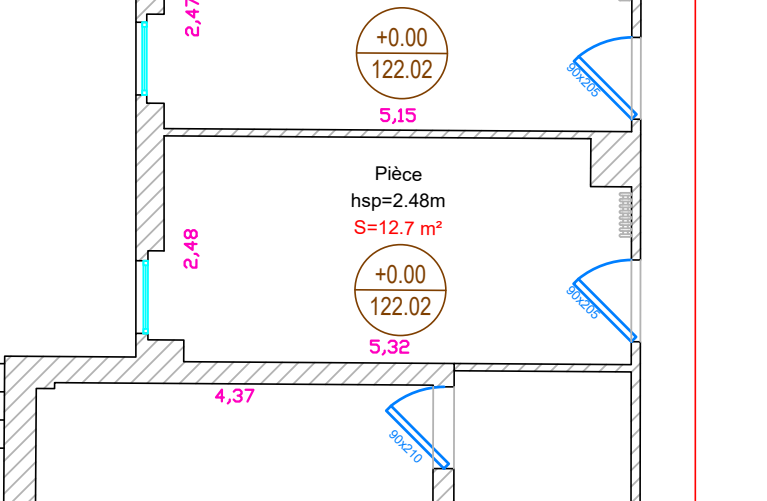 2,47
+0.00
122.02
90x205
5,15
Pièce
hsp=2.48m
S=12.7 m²
2,48
+0.00
122.02
90x205
5,32
4,37
90x210